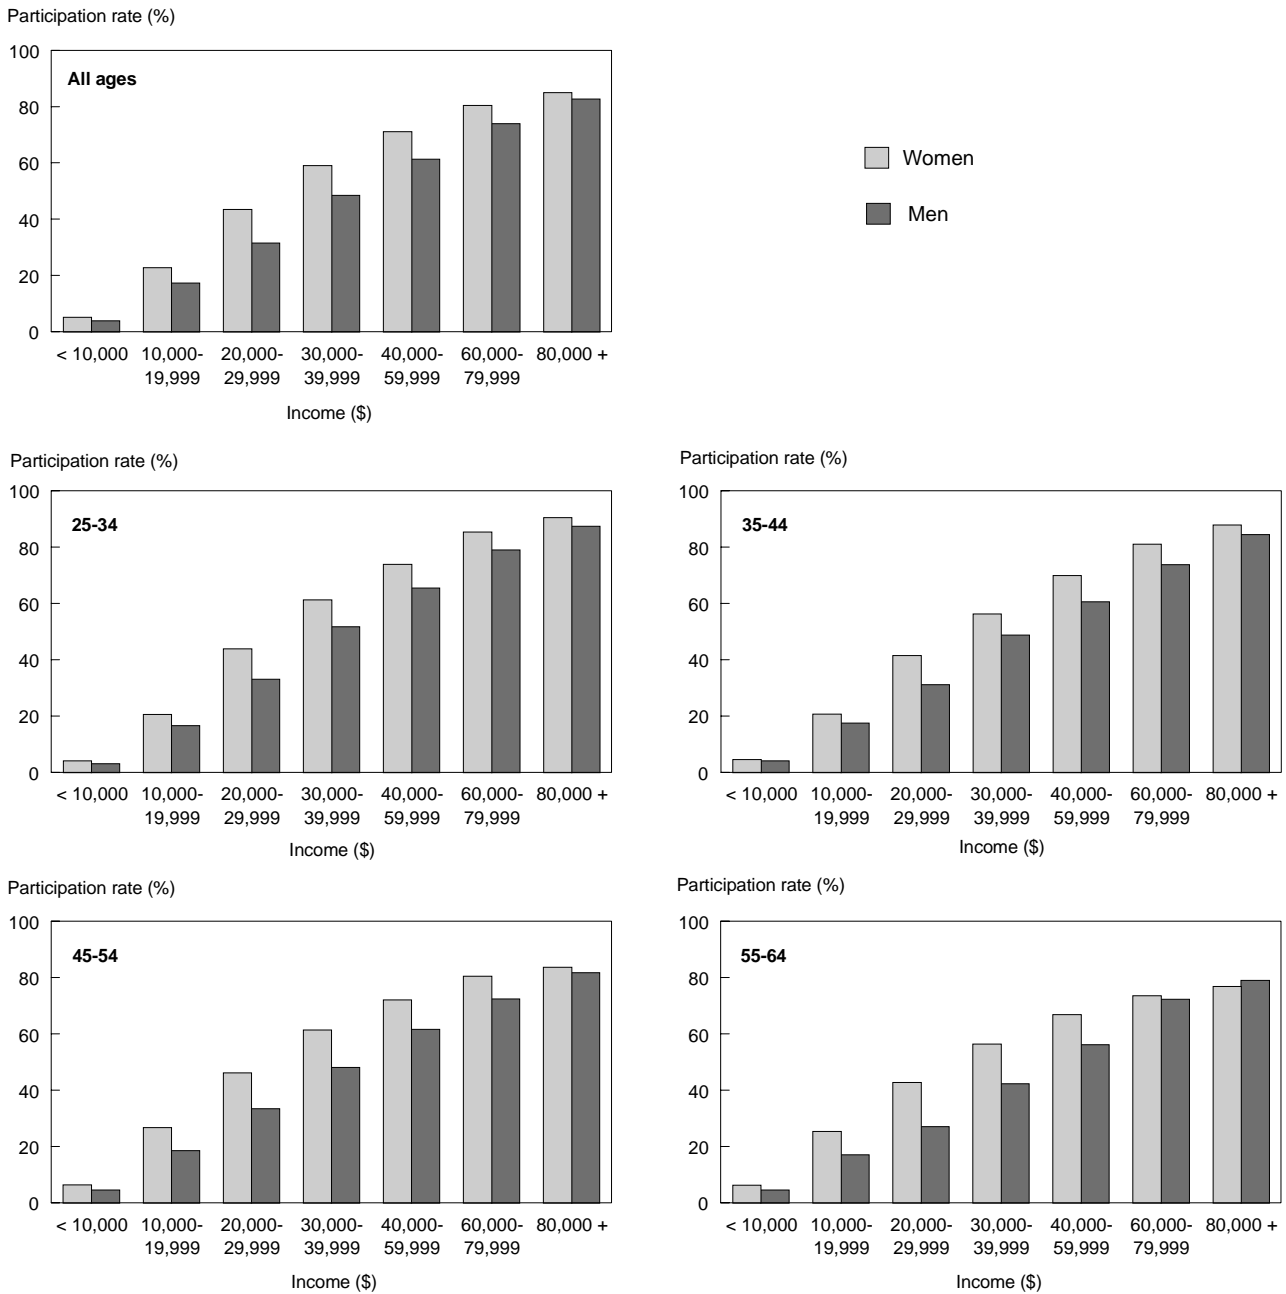 Participation rate (%)
100
80
60
40
20
0
All ages
< 10,000 10,000- 20,000- 30,000- 40,000- 60,000- 80,000 +
19,999 29,999 39,999 59,999 79,999
Income ($)
Women
Men
Participation rate (%)
100
80
60
40
20
0
25-34
< 10,000 10,000- 20,000- 30,000- 40,000- 60,000- 80,000 +
19,999 29,999 39,999 59,999 79,999
Income ($)
Participation rate (%)
100
80
60
40
20
0
35-44
< 10,000 10,000- 20,000- 30,000- 40,000- 60,000- 80,000 +
19,999 29,999 39,999 59,999 79,999
Income ($)
Participation rate (%)
100
80
60
40
20
0
45-54
< 10,000 10,000- 20,000- 30,000- 40,000- 60,000- 80,000 +
19,999 29,999 39,999 59,999 79,999
Income ($)
Participation rate (%)
100
80
60
40
20
0
55-64
< 10,000 10,000- 20,000- 30,000- 40,000- 60,000- 80,000 +
19,999 29,999 39,999 59,999 79,999
Income ($)